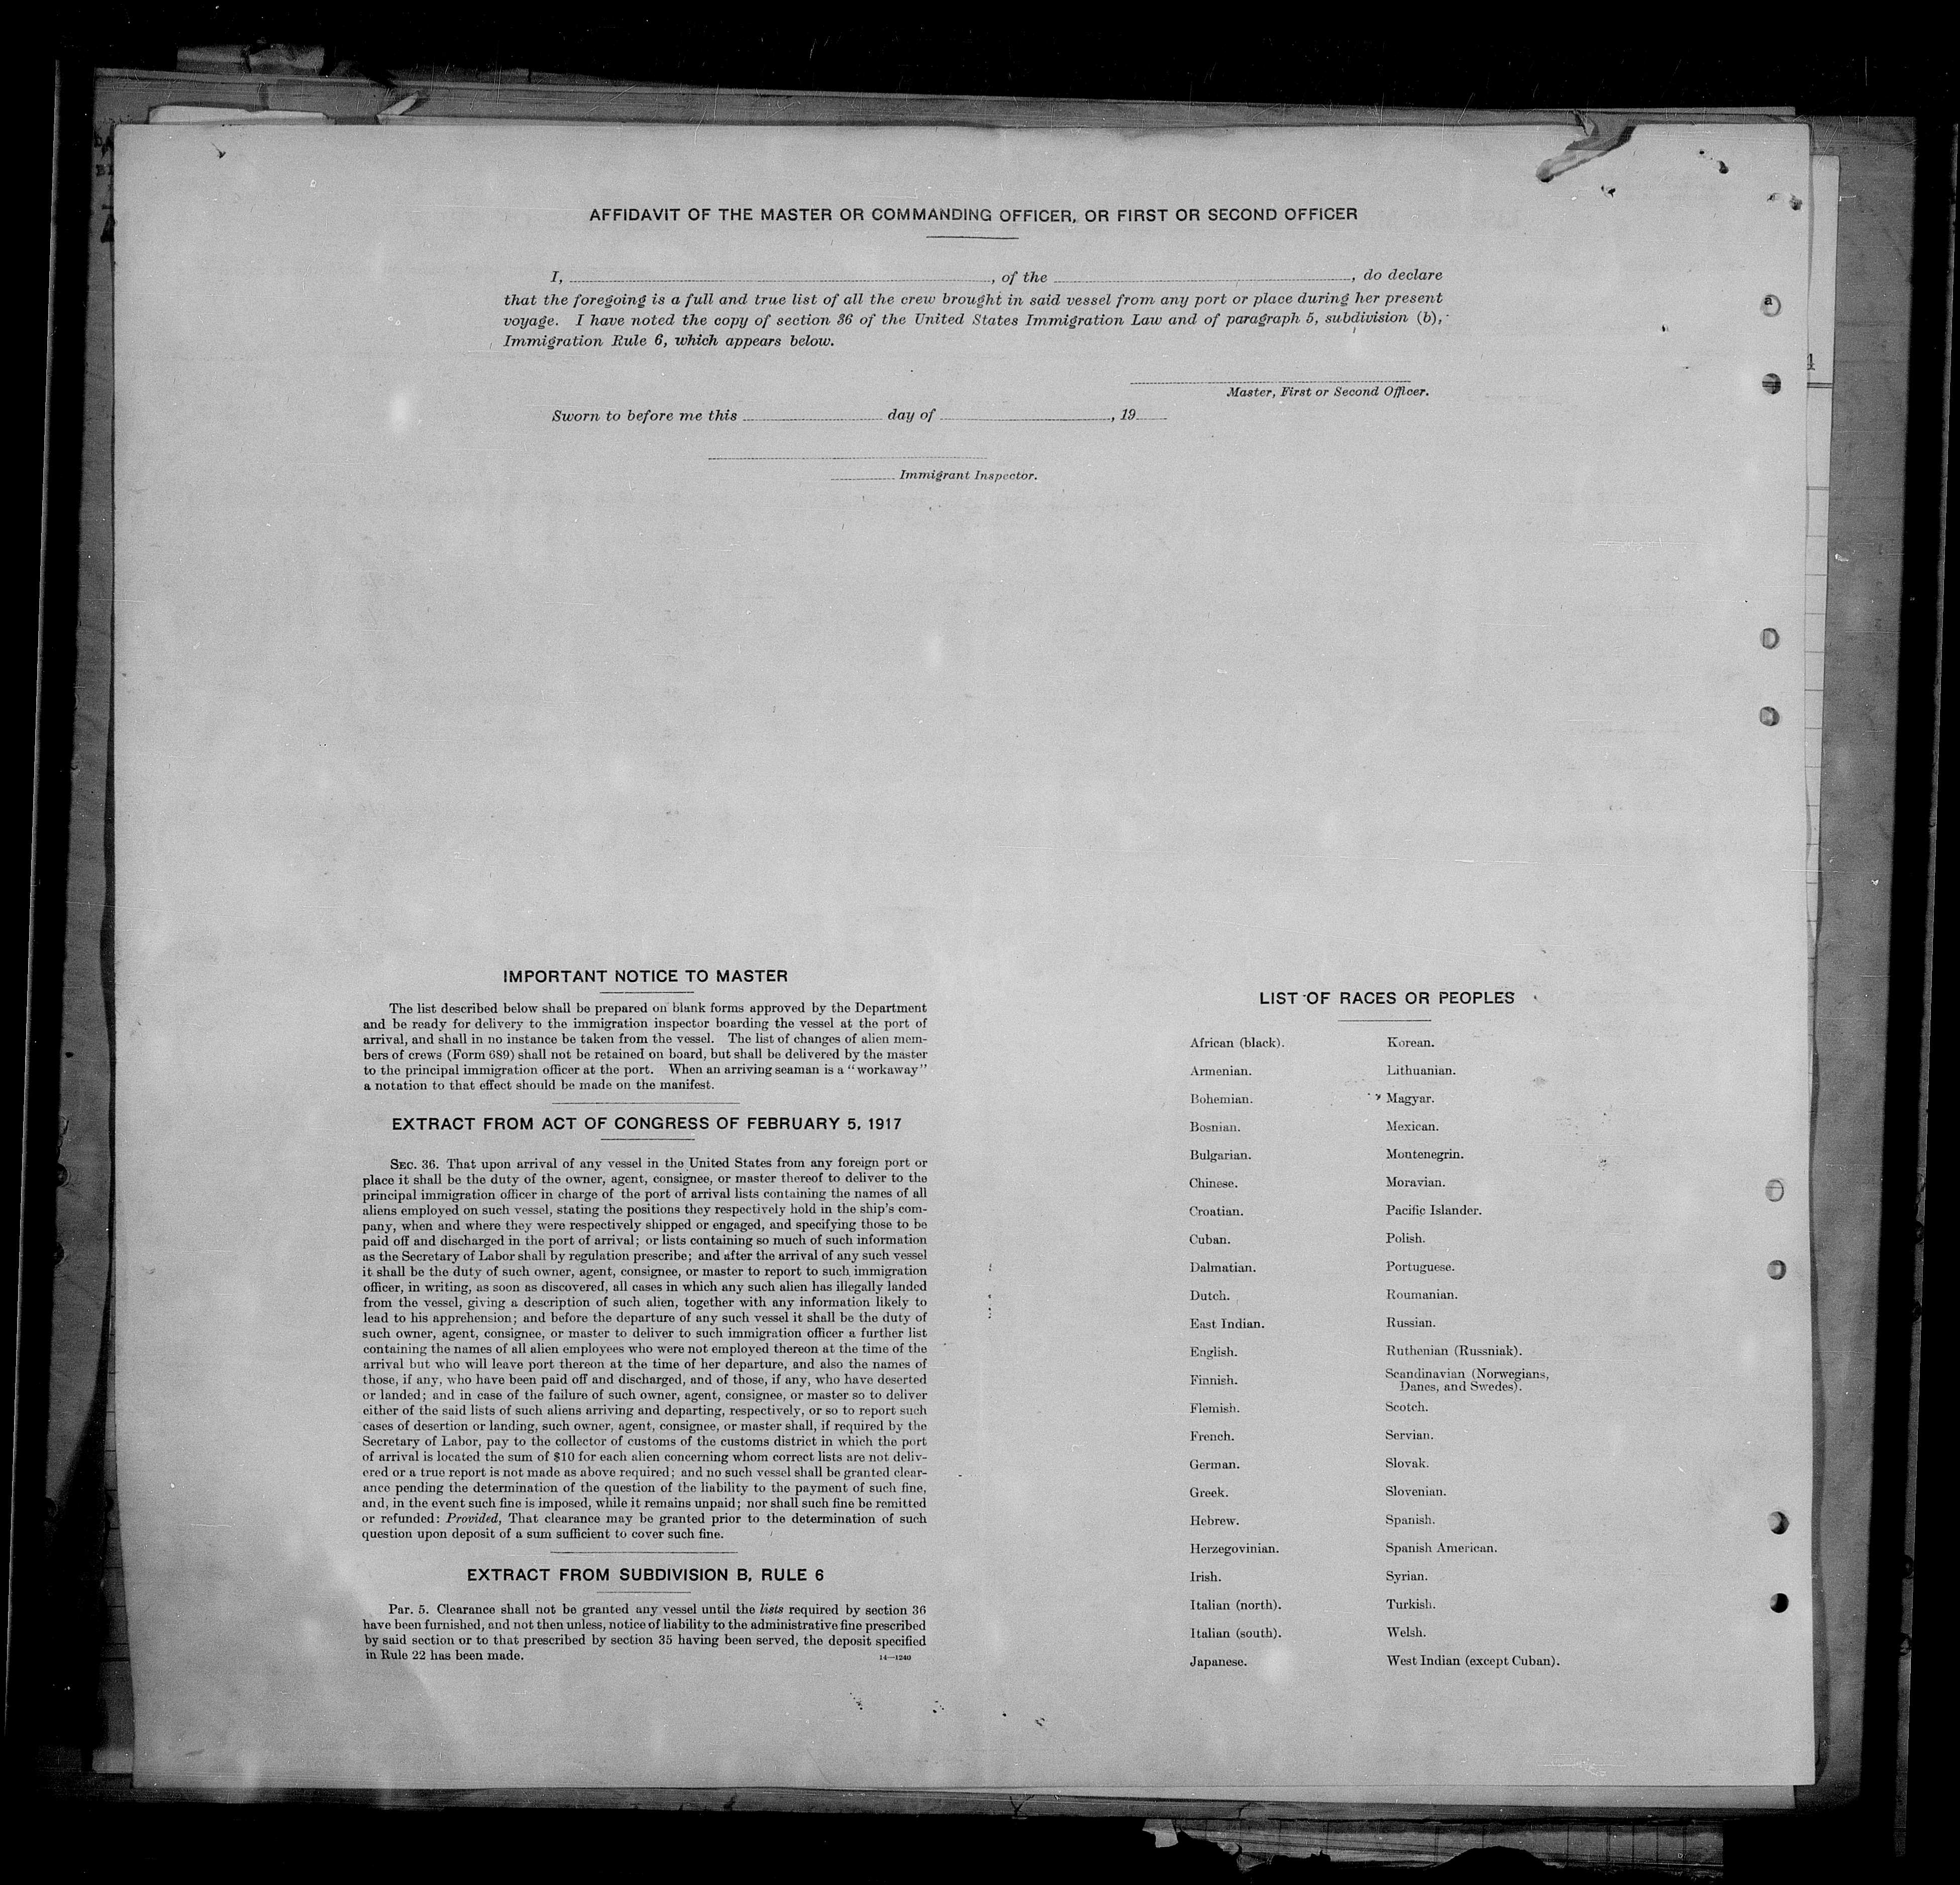 AFFIDAVIT OF THE MASTER OR COMMANDING OFFICER, OR FIRST OR SECOND OFFICER
I, , of the , do declare
that the foregoing is a full and true list of all the crew brought in said vessel from any port or place during her present
voyage. I have noted the copy of section 36 of the United States Immigration Law and of paragraph 5, subdivision (b),
Immigration Rule 6, which appears below.
Master, First or Second Officer.
Sworn to before me this day of , 19
Immigrant Inspector.
IMPORTANT NOTICE TO MASTER
The list described below shall be prepared on blank forms approved by the Department
and be ready for delivery to the immigration inspector boarding the vessel at the port of
arrival, and shall in no instance be taken from the vessel. The list of changes of alien mem-
bers of crews (Form 689) shall not be retained on board, but shall be delivered by the master
to the principal immigration officer at the port. When an arriving seaman is a "workaway"
a notation to that effect should be made on the manifest.
EXTRACT FROM ACT OF CONGRESS OF FEBRUARY 5, 1917
SEC. 36. That upon arrival of any vessel in the United States from any foreign port or
place it shall be the duty of the owner, agent, consignee, or master thereof to deliver to the
principal immigration officer in charge of the port of arrival lists containing the names of all
aliens employed on such vessel, stating the positions they respectively hold in the ship's com-
pany, when and where they were respectively shipped or engaged, and specifying those to be
paid off and discharged in the port of arrival; or lists containing so much of such information
as the Secretary of Labor shall by regulation prescribe; and after the arrival of any such vessel
it shall be the duty of such owner, agent, consignee, or master to report to such immigration
officer, in writing, as soon as discovered, all cases in which any such alien has illegally landed
from the vessel, giving a description of such alien, together with any information likely to
lead to his apprehension; and before the departure of any such vessel it shall be the duty of
such owner, agent, consignee, or master to deliver to such immigration officer a further list
containing the names of all alien employees who were not employed thereon at the time of the
arrival but who will leave port thereon at the time of her departure, and also the names of
those, if any, who have been paid off and discharged, and of those, if any, who have deserted
or landed; and in case of the failure of such owner, agent, consignee, or master so to deliver
either of the said lists of such aliens arriving and departing, respectively, or so to report such
cases of desertion or landing, such owner, agent, consignee, or master shall, if required by the
Secretary of Labor, pay to the collector of customs of the customs district in which the port
of arrival is located the sum of $10 for each alien concerning whom correct lists are not deliv-
ered or a true report is not made as above required; and no such vessel shall be granted clear-
ance pending the determination of the question of the liability to the payment of such fine,
and, in the event such fine is imposed, while it remains unpaid; nor shall such fine be remitted
or refunded: Provided, That clearance may be granted prior to the determination of such
question upon deposit of a sum sufficient to cover such fine.
EXTRACT FROM SUBDIVISION B, RULE 6
Par. 5. Clearance shall not be granted any vessel until the lists required by section 36
have been furnished, and not then unless, notice of liability to the administrative fine prescribed
by said section or to that prescribed by section 35 having been served, the deposit specified
in Rule 22 has been made.
14—1240
LIST OF RACES OR PEOPLES
African (black).
Armenian.
Bohemian.
Bosnian.
Bulgarian.
Chinese.
Croatian.
Cuban.
Dalmatian.
Dutch.
East Indian.
English.
Finnish.
Flemish.
French.
German.
Greek.
Hebrew.
Herzegovinian.
Irish.
Italian (north).
Italian (south).
Japanese.
Korean.
Lithuanian.
Magyar.
Mexican.
Montenegrin.
Moravian.
Pacific Islander.
Polish.
Portuguese.
Roumanian.
Russian.
Ruthenian (Russniak).
Scandinavian (Norwegians,
Danes, and Swedes).
Scotch.
Servian.
Slovak.
Slovenian.
Spanish.
Spanish American.
Syrian.
Turkish.
Welsh.
West Indian (except Cuban).